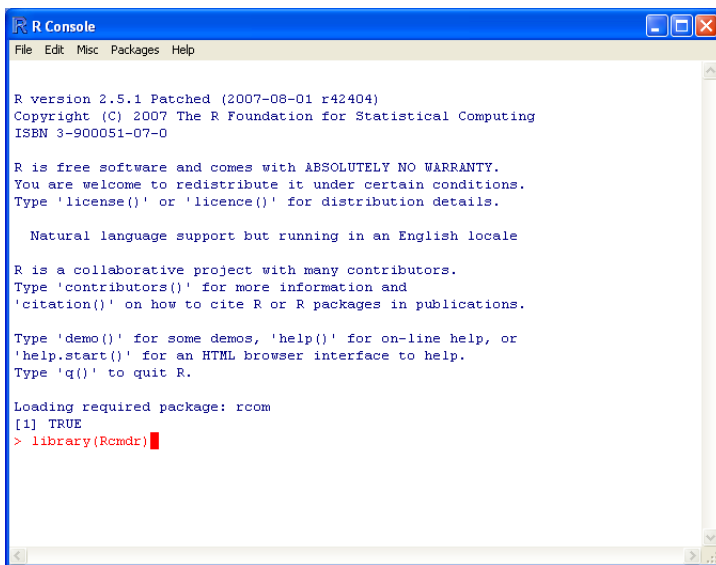 R Console
File Edit Misc Packages Help
R version 2.5.1 Patched (2007-08-01 r42404)
Copyright (C) 2007 The R Foundation for Statistical Computing
ISBN 3-900051-07-0
R is free software and comes with ABSOLUTELY NO WARRANTY.
You are welcome to redistribute it under certain conditions.
Type 'license()' or 'licence()' for distribution details.
Natural language support but running in an English locale
R is a collaborative project with many contributors.
Type 'contributors()' for more information and
'citation()' on how to cite R or R packages in publications.
Type 'demo()' for some demos, 'help()' for on-line help, or
'help.start()' for an HTML browser interface to help.
Type 'q()' to quit R.
Loading required package: rcom
[1] TRUE
> library(Rcmdr)